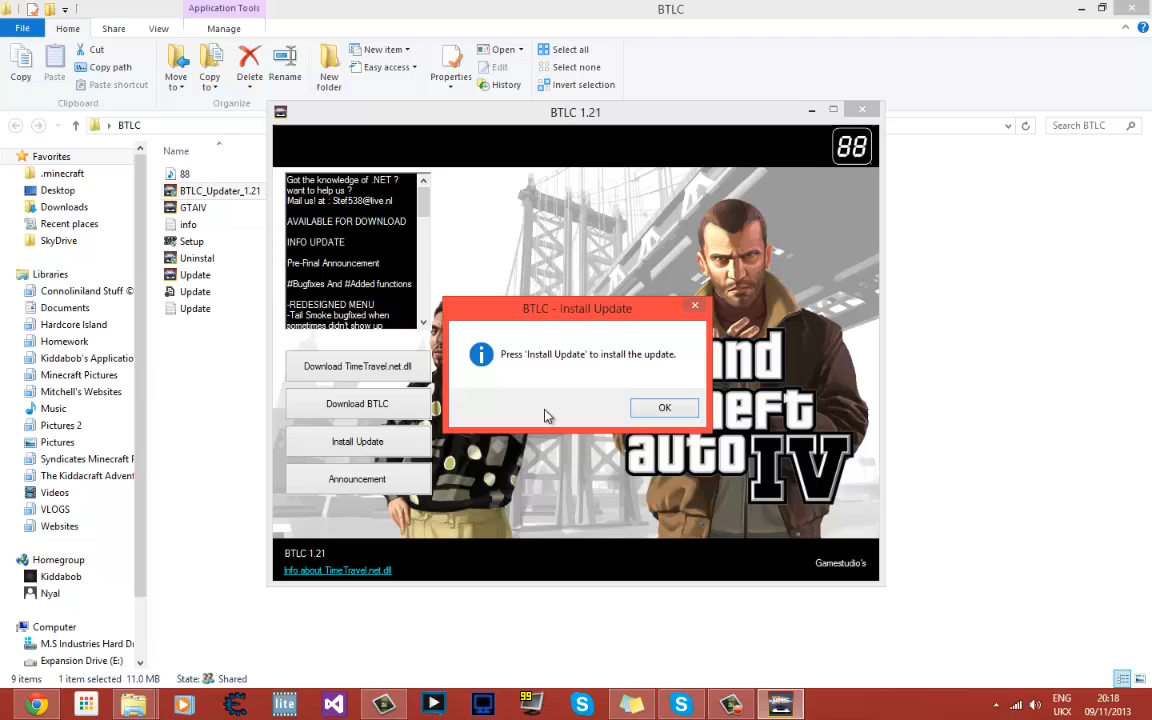 Application Tools
BTLC
File
Home
Share
View
Manage
Copy
Paste
Cut
Copy path
Paste shortcut
Clipboard
Move to
Copy to
Delete
Rename
Organize
New folder
New item
Easy access
Properties
Open
Edit
History
Select all
Select none
Invert selection
BTLC
Search BTLC
Favorites
.minecraft
Desktop
Downloads
Recent places
SkyDrive
Libraries
Connoliniland Stuff ©
Documents
Hardcore Island
Homework
Kiddabob's Applicatio
Minecraft Pictures
Mitchell's Websites
Music
Pictures 2
Pictures
Syndicates Minecraft F
The Kiddacraft Adven
Videos
VLOGS
Websites
Homegroup
Kiddabob
Nyal
Computer
M.S Industries Hard D
Expansion Drive (E:)
Name
88
BTLC_Updater_1.21
GTAIV
info
Setup
Uninstal
Update
Update
Update
BTLC 1.21
88
Got the knowledge of .NET ?
want to help us ?
Mail us! at : Stef538@live.nl
AVAILABLE FOR DOWNLOAD
INFO UPDATE
Pre-Final Announcement
#Bugfixes And #Added functions
-REDESIGNED MENU
-Tail Smoke bugfixed when
sometimes didn't show up
Download TimeTravel.net.dll
Download BTLC
Install Update
Announcement
BTLC - Install Update
Press 'Install Update' to install the update.
OK
and
theft
auto IV
BTLC 1.21
Info about TimeTravel.net.dll
Gamestudio's
9 items
1 item selected 11.0 MB
State:
Shared
lite
99
ENG
UKX
20:18
09/11/2013